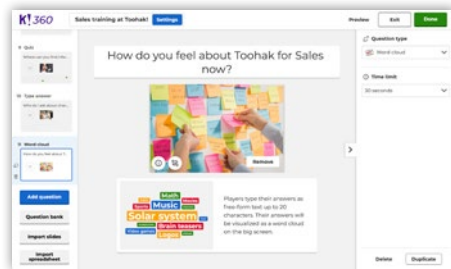 K! 360
Sales training at Toohak!
Settings
Preview
Exit
Done
Quiz
Type answer
Word cloud
Add question
Question bank
Import slides
Import
spreadsheet
How do you feel about Toohak for Sales
now?
Remove
Math
Sports
Music
Movies
Solar system
Brain teasers
Video games
Logos
Players type their answers as
free-form text up to 20
characters. Their answers will
be visualized as a word cloud
on the big screen.
Question type
Word cloud
Time limit
30 seconds
Delete
Duplicate